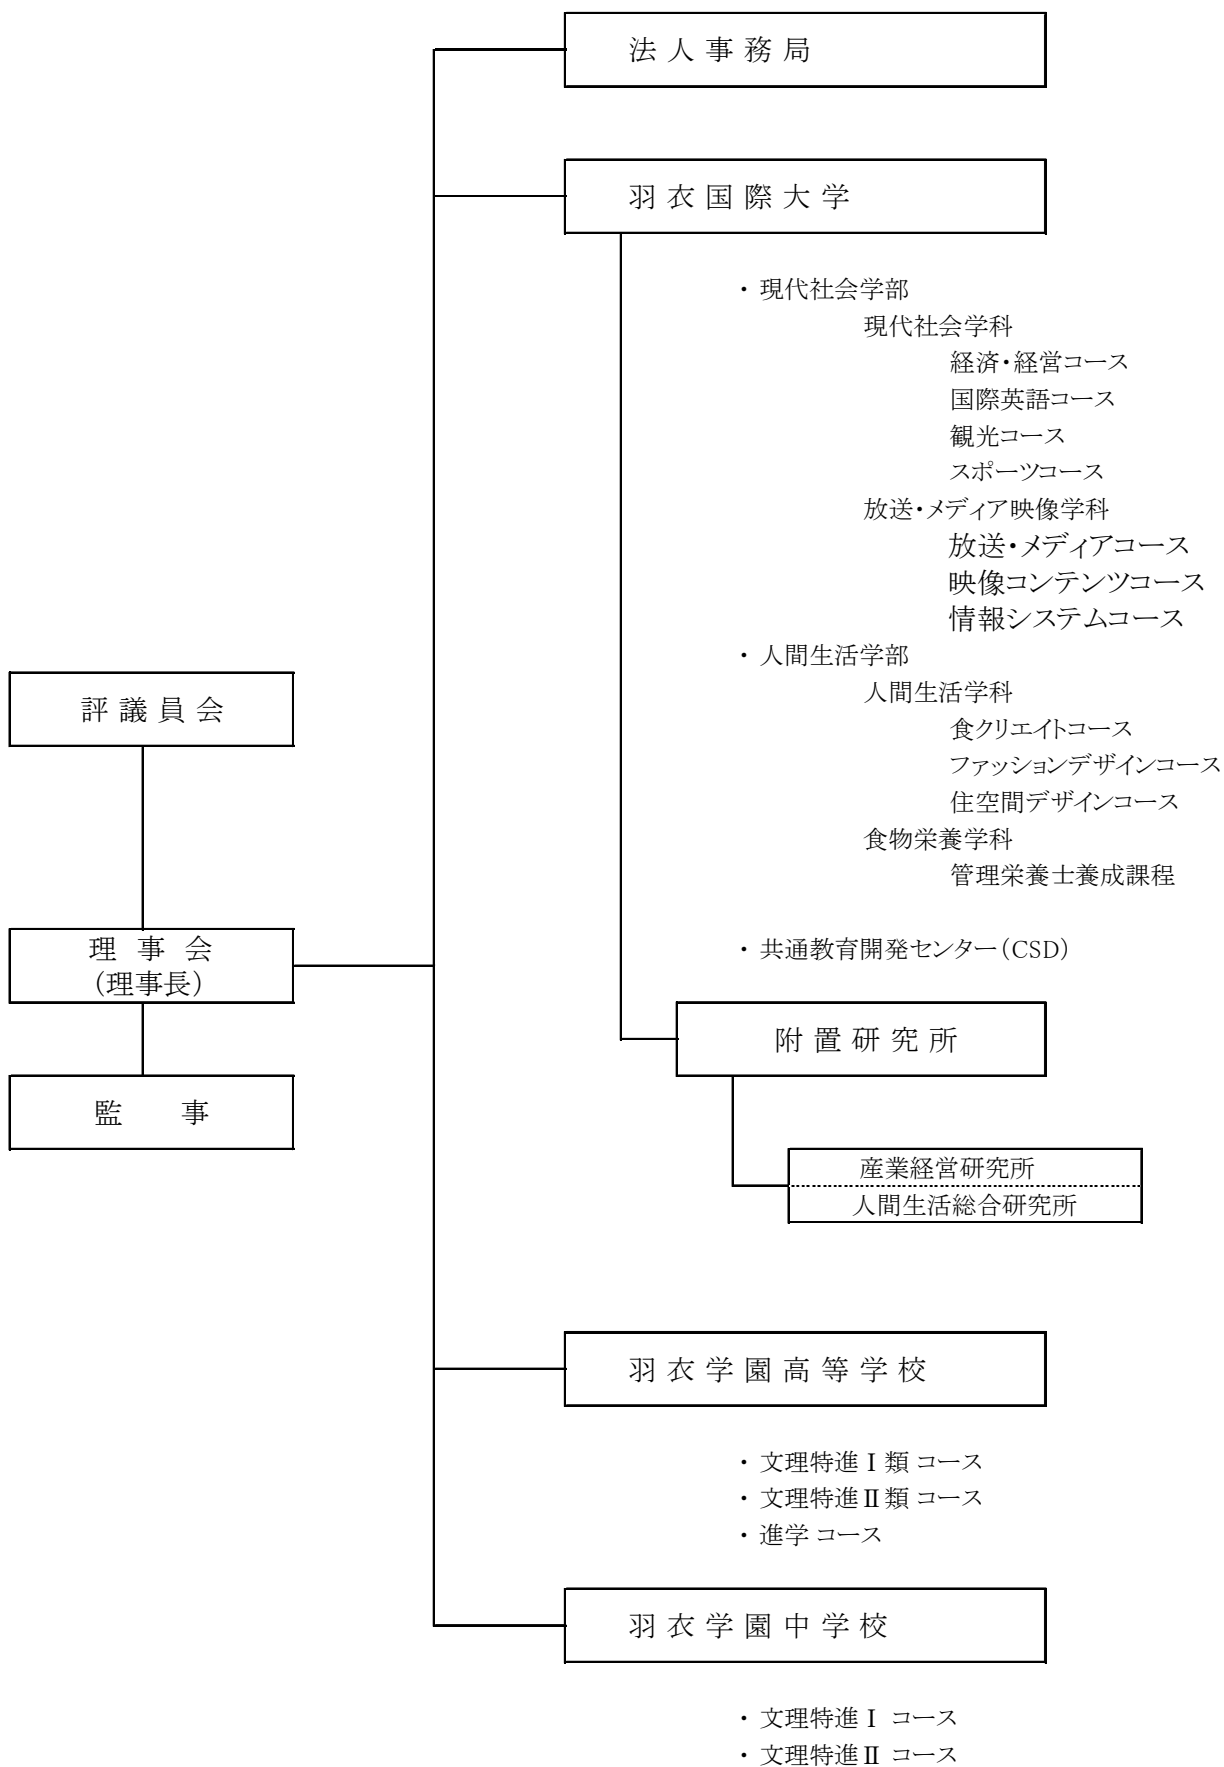 法人事務局
羽衣国際大学
・ 現代社会学部
現代社会学科
経済・経営コース
国際英語コース
観光コース
スポーツコース
放送・メディア映像学科
放送・メディアコース
映像コンテンツコース
情報システムコース
・ 人間生活学部
人間生活学科
食クリエイトコース
ファッションデザインコース
住空間デザインコース
食物栄養学科
管理栄養士養成課程
・ 共通教育開発センター(CSD)
評議員会
理事会
(理事長)
監事
附置研究所
産業経営研究所
人間生活総合研究所
羽衣学園高等学校
・ 文理特進Ⅰ類 コース
・ 文理特進Ⅱ類 コース
・ 進学 コース
羽衣学園中学校
・ 文理特進Ⅰ コース
・ 文理特進Ⅱ コース